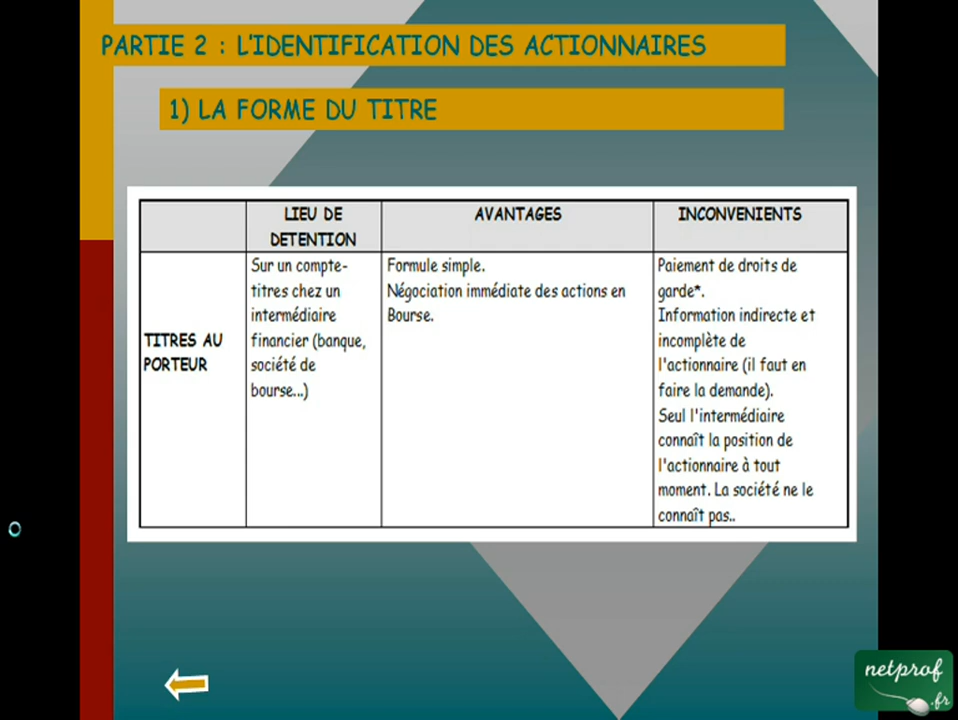 PARTIE 2 : L'IDENTIFICATION DES ACTIONNAIRES
1) LA FORME DU TITRE
LIEU DE
DETENTION
AVANTAGES
INCONVENIENTS
TITRES AU
PORTEUR
Sur un compte-
titres chez un
intermédiaire
financier (banque,
société de
bourse...)
Formule simple.
Négociation immédiate des actions en
Bourse.
Paiement de droits de
garde*.
Information indirecte et
incomplète de
l'actionnaire (il faut en
faire la demande).
Seul l'intermédiaire
connaît la position de
l'actionnaire à tout
moment. La société ne le
connaît pas..
netprof
.fr